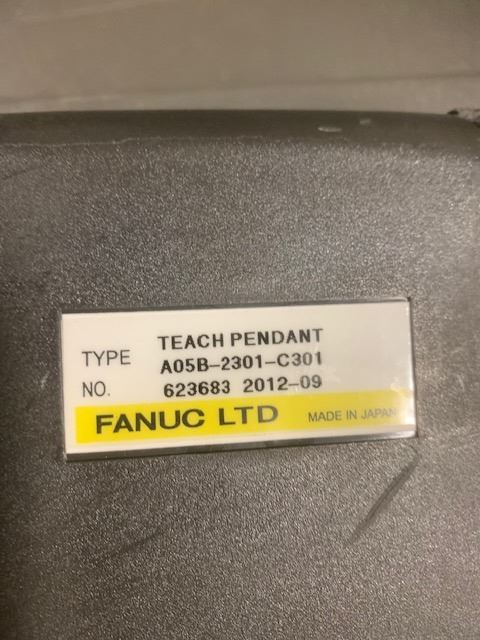 TEACH PENDANT
TYPE A05B-2301-C301
NO. 623683 2012-09
FANUC LTD MADE IN JAPAN